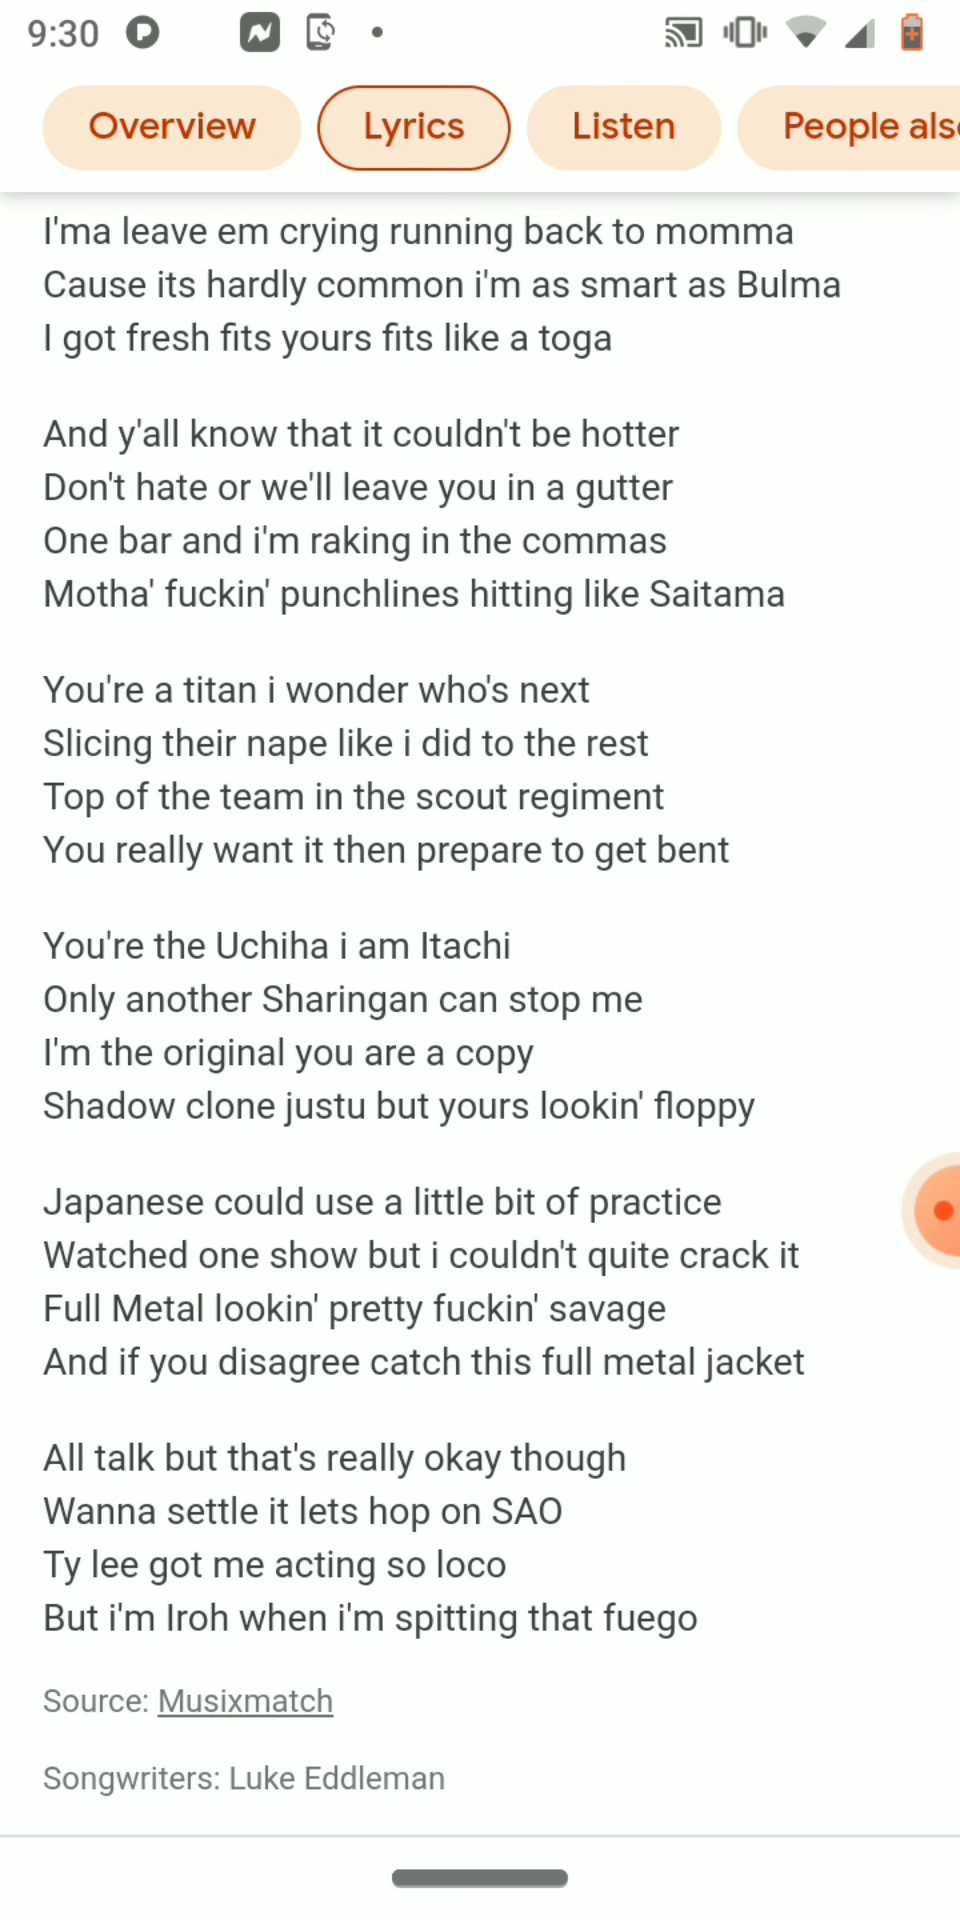 9:30
Overview
Lyrics
Listen
People als
I'ma leave em crying running back to momma
Cause its hardly common i'm as smart as Bulma
I got fresh fits yours fits like a toga
And y'all know that it couldn't be hotter
Don't hate or we'll leave you in a gutter
One bar and i'm raking in the commas
Motha' fuckin' punchlines hitting like Saitama
You're a titan i wonder who's next
Slicing their nape like i did to the rest
Top of the team in the scout regiment
You really want it then prepare to get bent
You're the Uchiha i am Itachi
Only another Sharingan can stop me
I'm the original you are a copy
Shadow clone justu but yours lookin' floppy
Japanese could use a little bit of practice
Watched one show but i couldn't quite crack it
Full Metal lookin' pretty fuckin' savage
And if you disagree catch this full metal jacket
All talk but that's really okay though
Wanna settle it lets hop on SAO
Ty lee got me acting so loco
But i'm Iroh when i'm spitting that fuego
Source: Musixmatch
Songwriters: Luke Eddleman